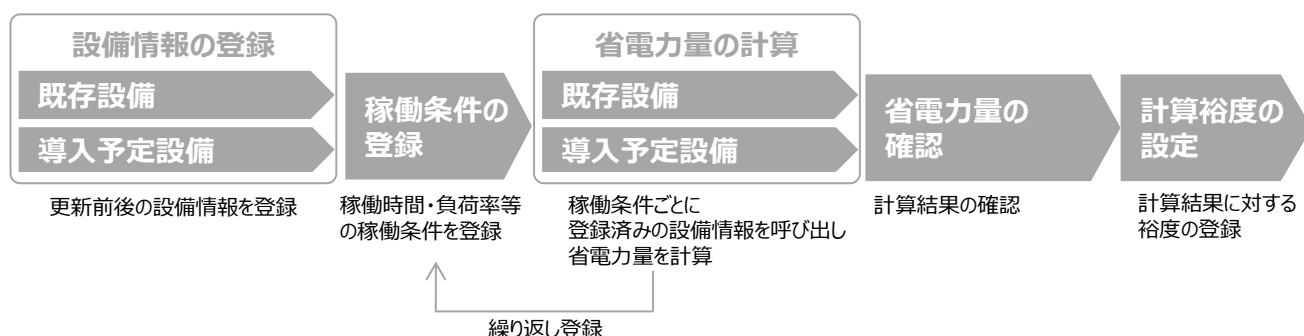 設備情報の登録
既存設備
導入予定設備
更新前後の設備情報を登録
稼働条件の
登録
稼働時間・負荷率等
の稼働条件を登録
省電力量の計算
既存設備
導入予定設備
稼働条件ごとに
登録済みの設備情報を呼び出し
省電力量を計算
省電力量の
確認
計算結果の確認
計算裕度の
設定
計算結果に対する
裕度の登録
繰り返し登録